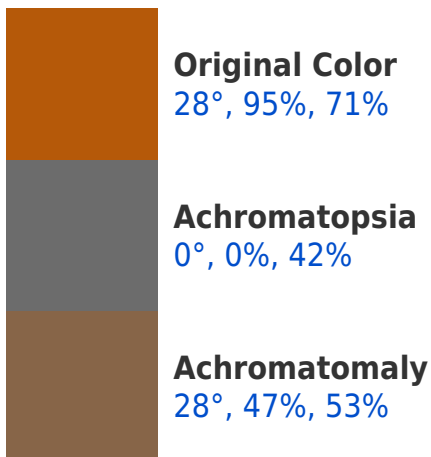 Original Color
28°, 95%, 71%
Achromatopsia
0°, 0%, 42%
Achromatomaly
28°, 47%, 53%